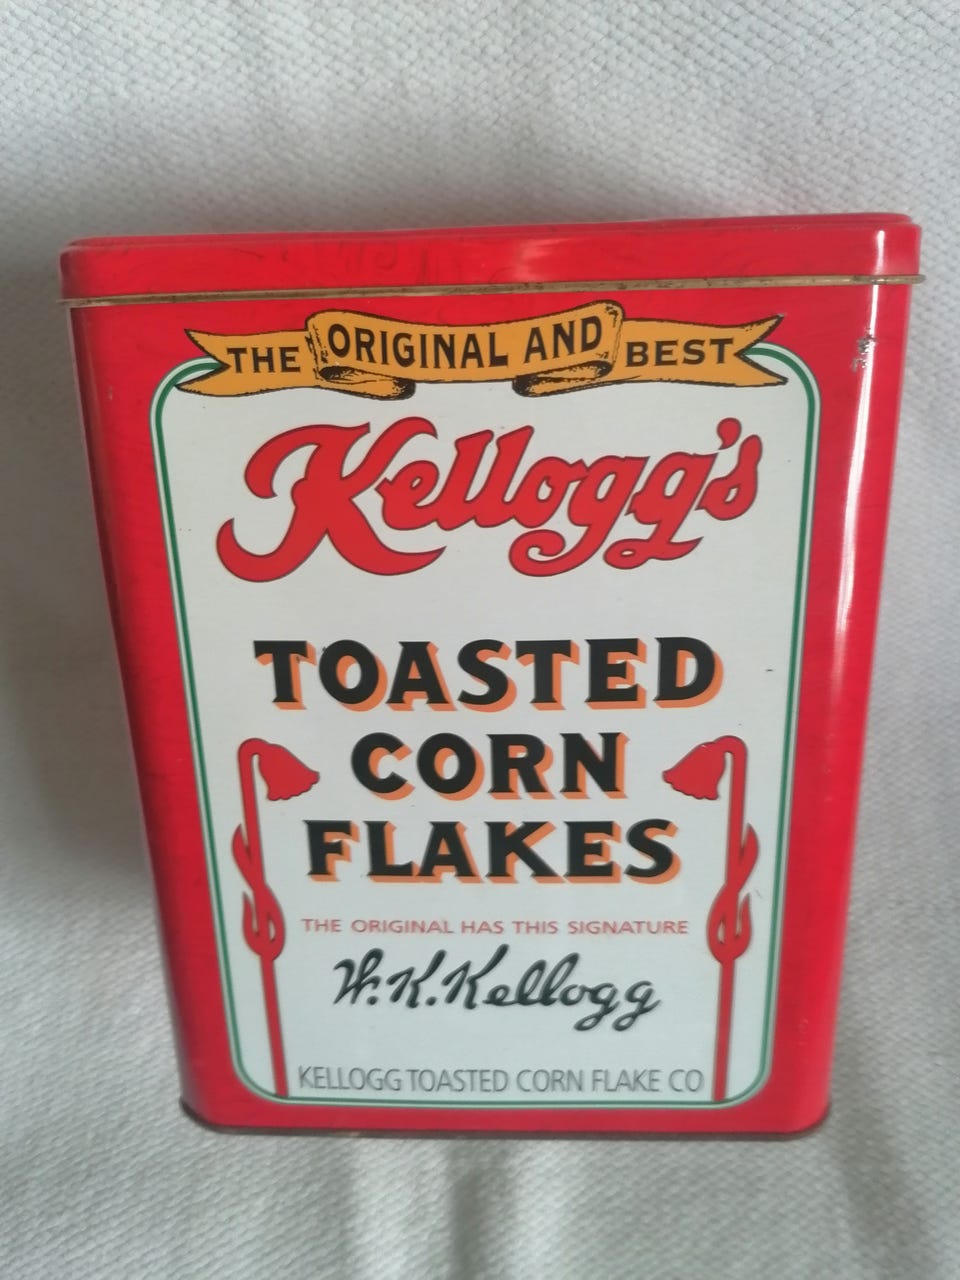 THE ORIGINAL AND BEST
Kellogg's
TOASTED
CORN
FLAKES
THE ORIGINAL HAS THIS SIGNATURE
W.K.Kellogg
KELLOGG TOASTED CORN FLAKE CO